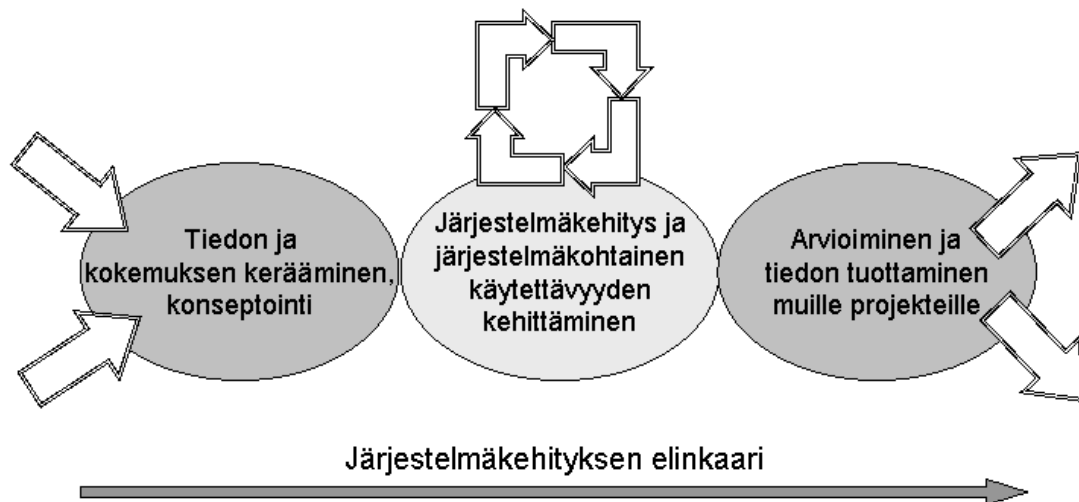 Tiedon ja
kokemuksen kerääminen,
konseptointi
Järjestelmäkehitys ja
järjestelmäkohtainen
käytettävyyden
kehittäminen
Arvioiminen ja
tiedon tuottaminen
muille projekteille
Järjestelmäkehityksen elinkaari